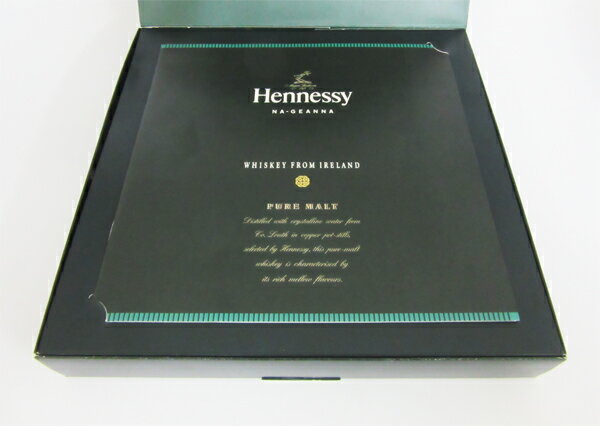 Hennessy
NA-GEANNA
WHISKEY FROM IRELAND
PURE MALT
Distilled with crystalline water from
Co. Louth in copper pot-stills,
selected by Hennessy, this pure-malt
whiskey is characterised by
its rich mellow flavours.